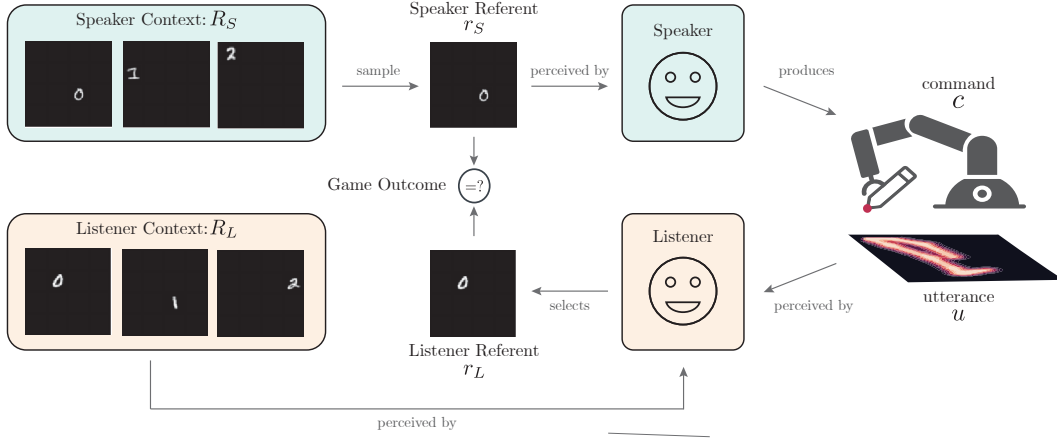 Speaker Context: R_S
0
1
2
sample
Speaker Referent
r_S
0
perceived by
Speaker
produces
command
c
Game Outcome
=?
Listener Context: R_L
0
1
2
0
selects
Listener Referent
r_L
Listener
perceived by
utterance
u
perceived by